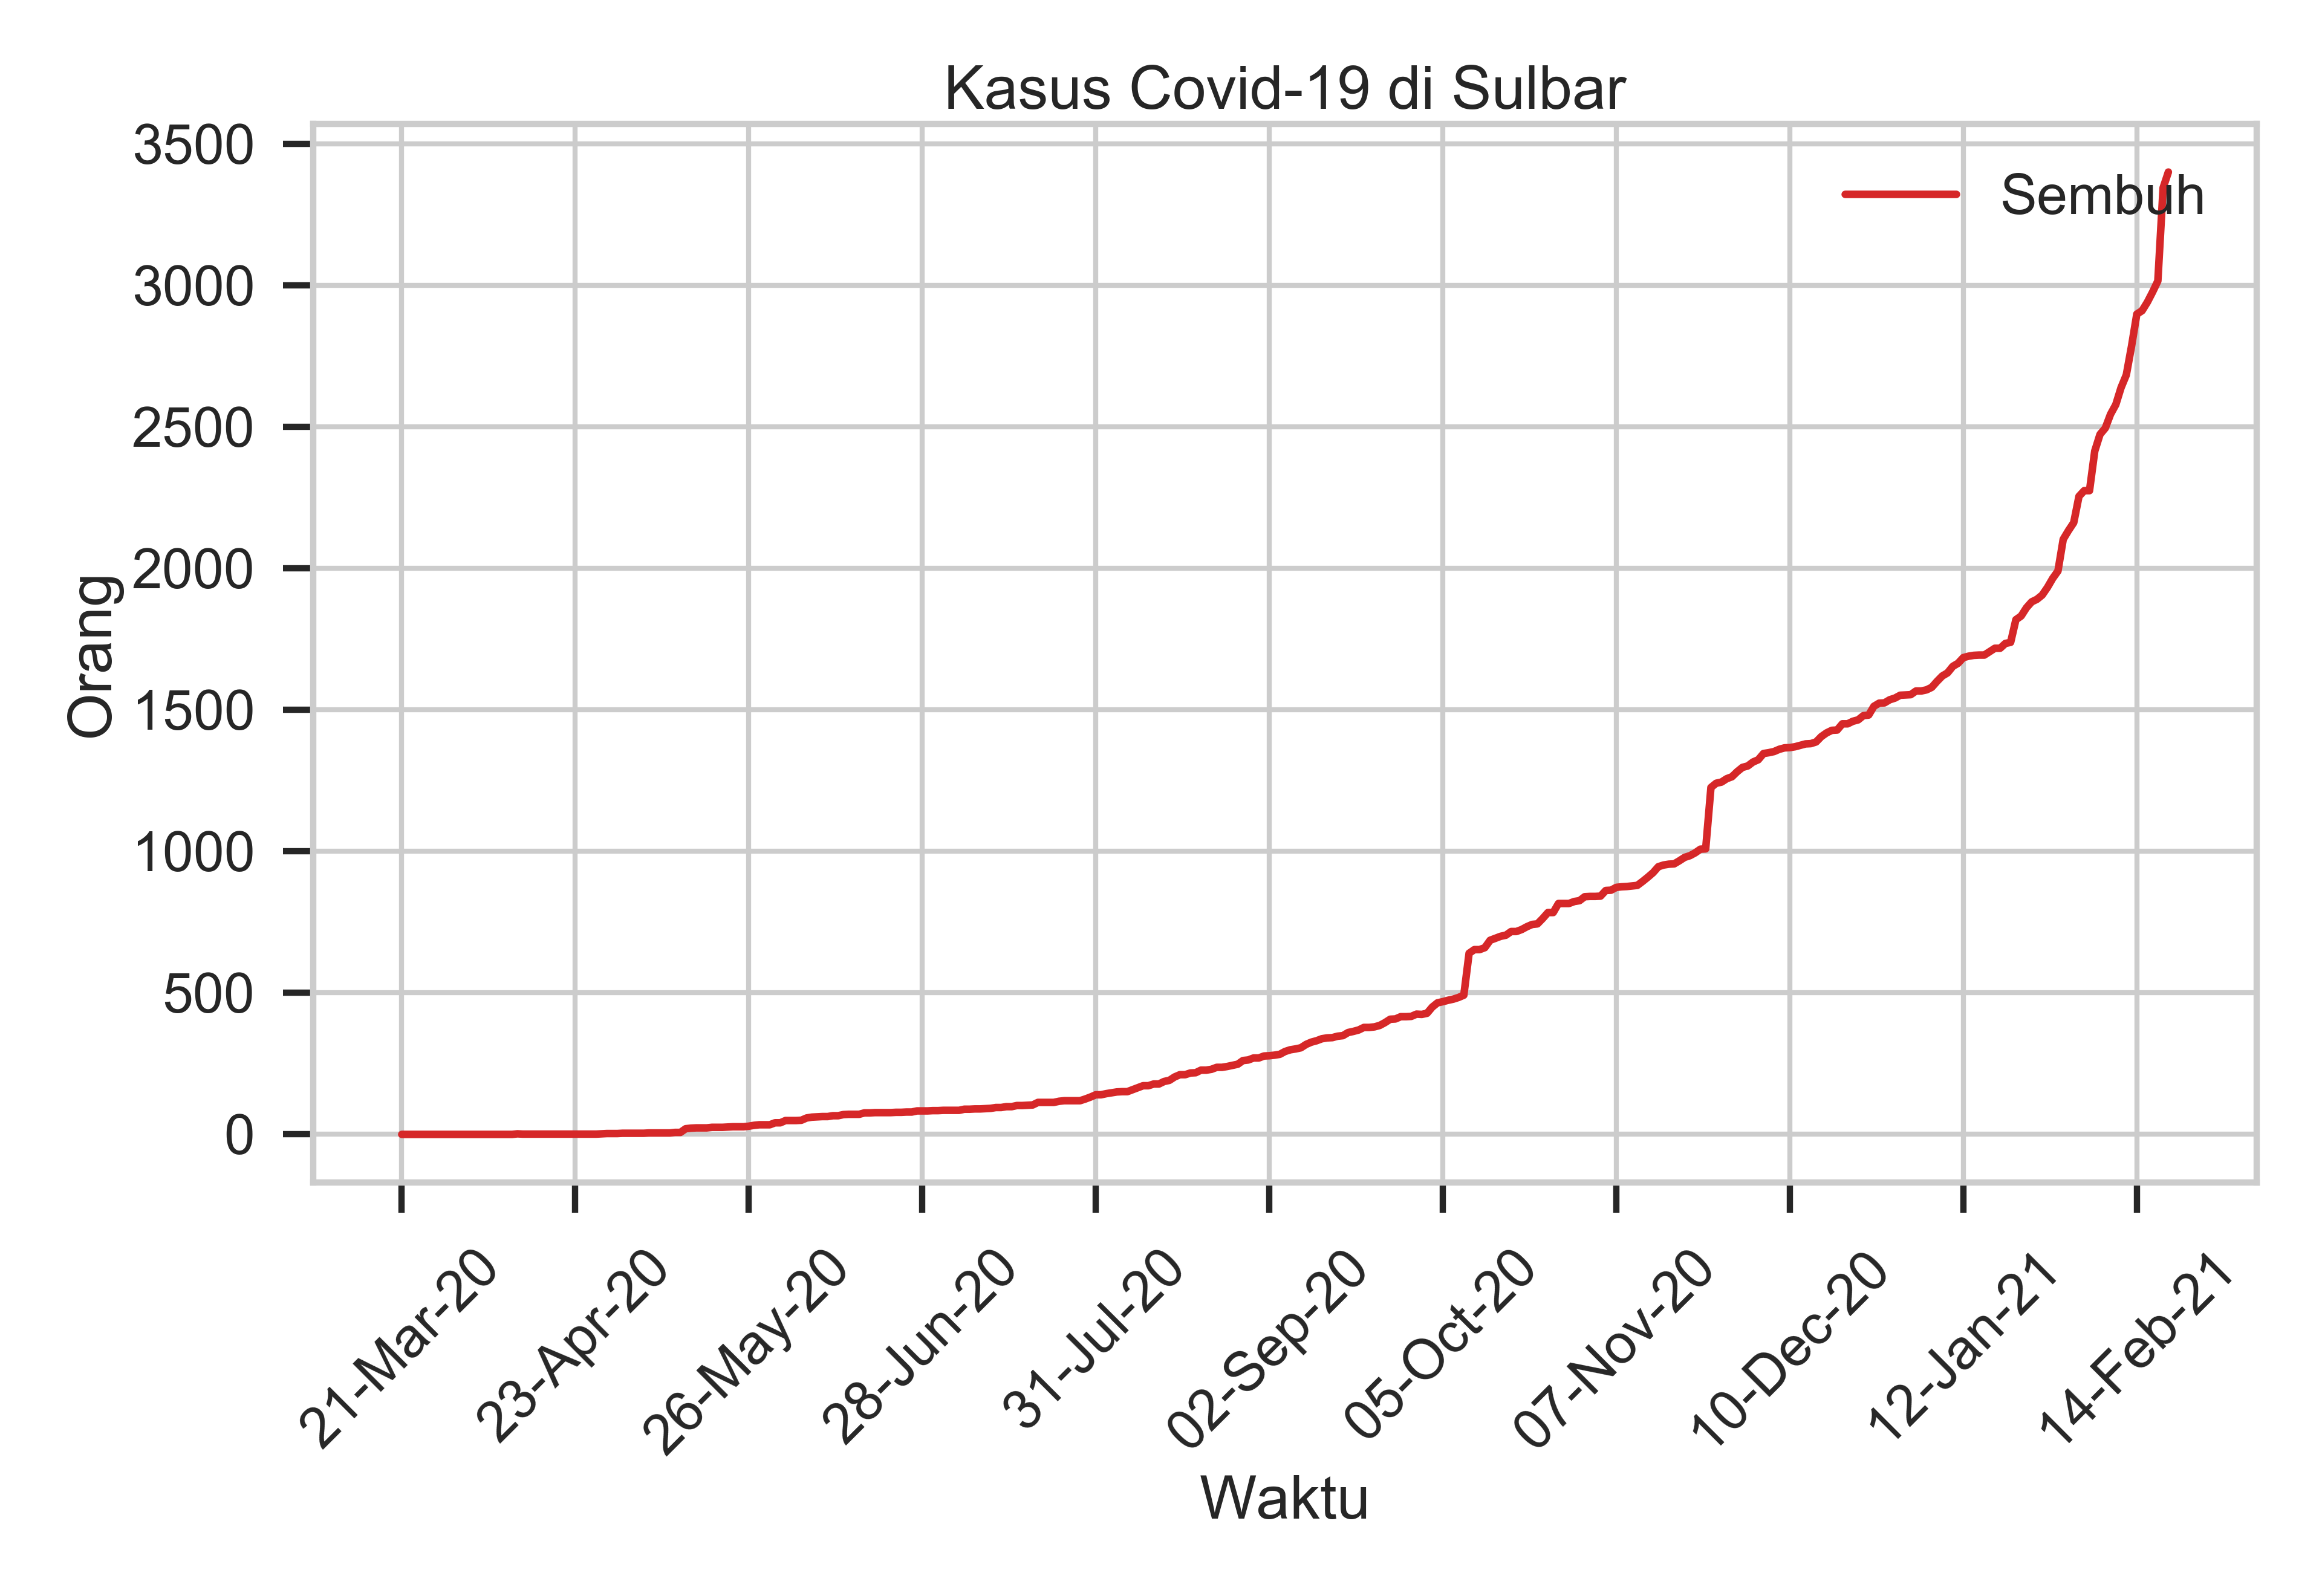 Kasus Covid-19 di Sulbar
3500
3000
2500
2000
1500
1000
500
0
Orang
Sembuh
21-Mar-20
23-Apr-20
26-May-20
28-Jun-20
31-Jul-20
02-Sep-20
05-Oct-20
07-Nov-20
10-Dec-20
12-Jan-21
14-Feb-21
Waktu